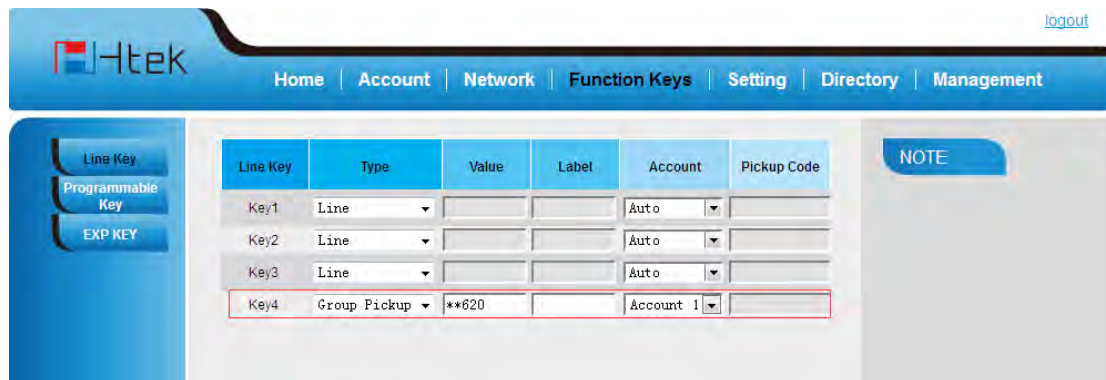 logout
Htek
Home | Account | Network | Function Keys | Setting | Directory | Management
Line Key
Programmable Key
EXP KEY
Line Key Type Value Label Account Pickup Code
Key1 Line Auto
Key2 Line Auto
Key3 Line Auto
Key4 Group Pickup **620 Account 1
NOTE